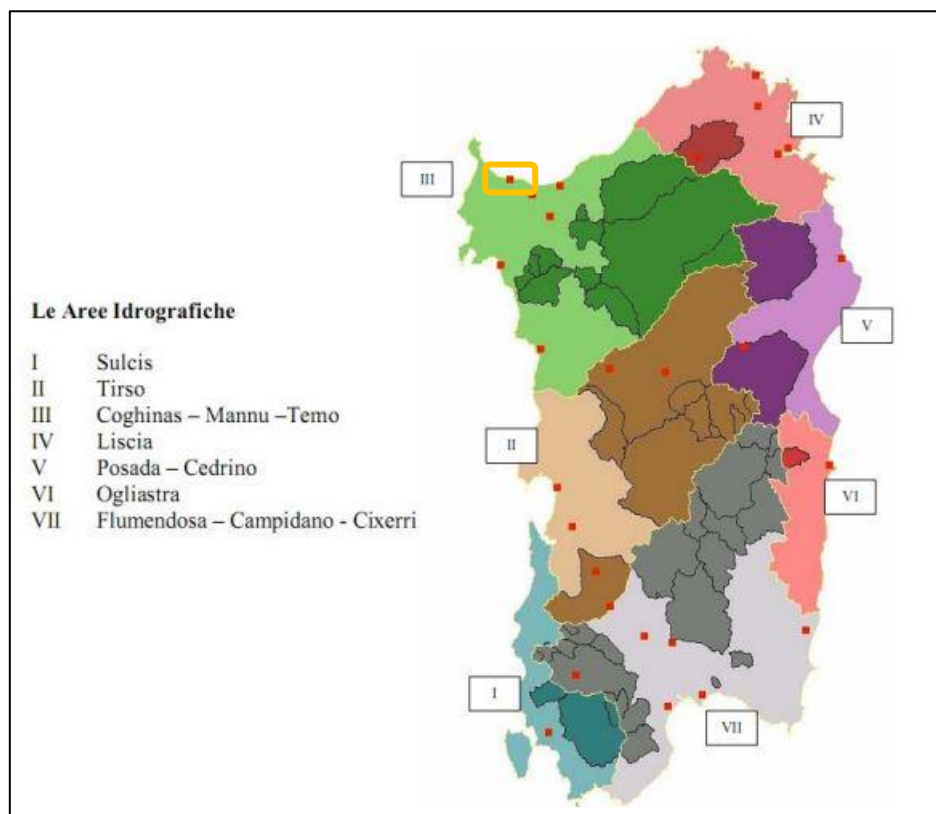 Le Aree Idrografiche
I Sulcis
II Tirso
III Coghinas – Mannu –Temo
IV Liscia
V Posada – Cedrino
VI Ogliastra
VII Flumendosa – Campidano - Cixerri
IV
III
V
II
VI
I
VII